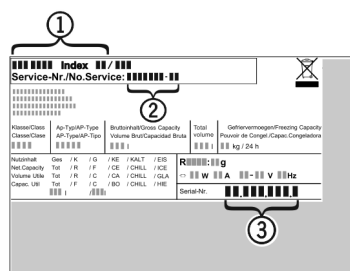 1
Index /
Service-Nr./No.Service: -
2
Klasse/Class Ap-Typ/AP-Type Bruttoinhalt/Gross Capacity Total Gefriervermoegen/Freezing Capacity
Classe/Clase AP-Type/AP-Tipo Volume Brut/Capacidad Bruta volume Pouvoir de Congel./Capac.Congeladora
l l kg / 24 h
Nutzinhalt Ges / K / G / KE / KALT / EIS
Net.Capacity Tot / R / F / CE / CHILL / ICE
Volume Utile Tot / R / C / CA / CHILL / GLA
Capac. Util Tot / F / C / BO / CHILL / HIE
l / l
R : g
W A - V Hz
Serial-Nr. . .
3